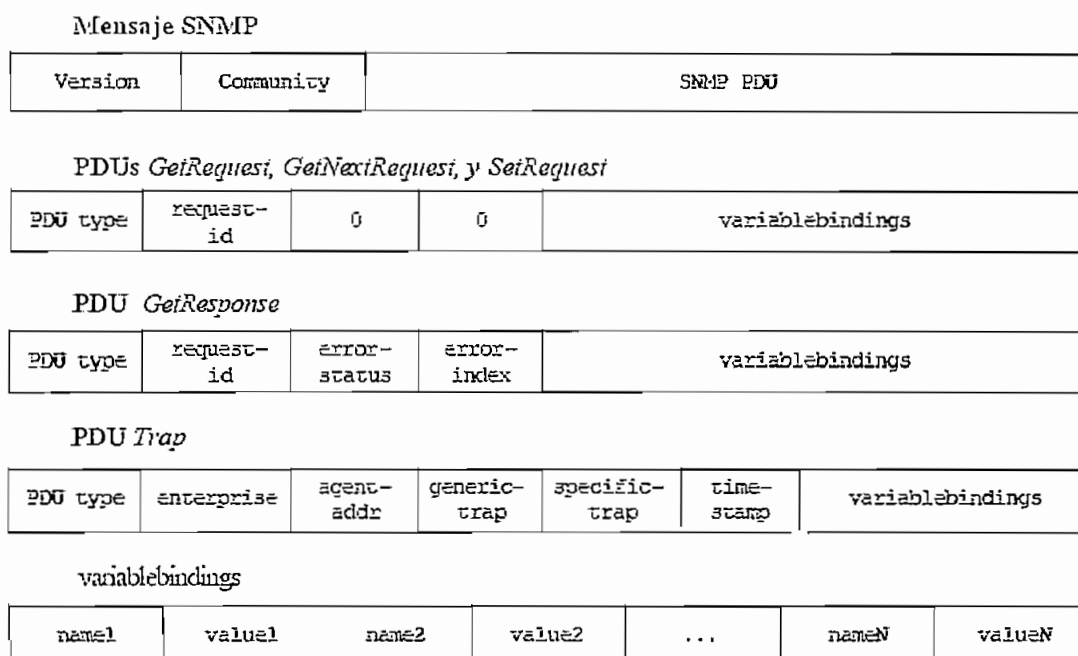 Mensaje SNMP
Version Community SNMP PDU
PDUs GetRequest, GetNextRequest, y SetRequest
PDU type request-id 0 0 variablebindings
PDU GetResponse
PDU type request-id error-status error-index variablebindings
PDU Trap
PDU type enterprise agent-addr generic-trap specific-trap time-stamp variablebindings
variablebindings
name1 value1 name2 value2 ... nameN valueN